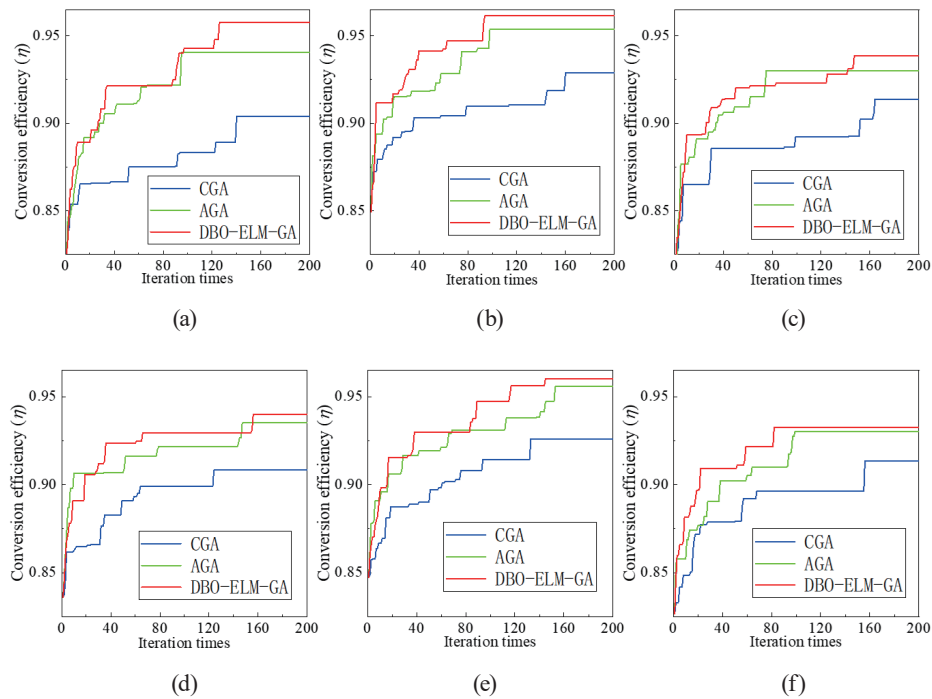 0.95
0.90
0.85
Conversion efficiency (η)
CGA
AGA
DBO-ELM-GA
0 40 80 120 160 200
Iteration times
(a)
0.95
0.90
0.85
Conversion efficiency (η)
CGA
AGA
DBO-ELM-GA
0 40 80 120 160 200
Iteration times
(b)
0.95
0.90
0.85
Conversion efficiency (η)
CGA
AGA
DBO-ELM-GA
0 40 80 120 160 200
Iteration times
(c)
0.95
0.90
0.85
Conversion efficiency (η)
CGA
AGA
DBO-ELM-GA
0 40 80 120 160 200
Iteration times
(d)
0.95
0.90
0.85
Conversion efficiency (η)
CGA
AGA
DBO-ELM-GA
0 40 80 120 160 200
Iteration times
(e)
0.95
0.90
0.85
Conversion efficiency (η)
CGA
AGA
DBO-ELM-GA
0 40 80 120 160 200
Iteration times
(f)